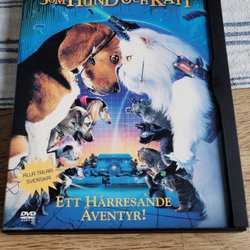 SOM HUND OCH KATT
ALLA TALAR
SVENSKA!
ETT HÅRRESANDE
ÄVENTYR!
DVD